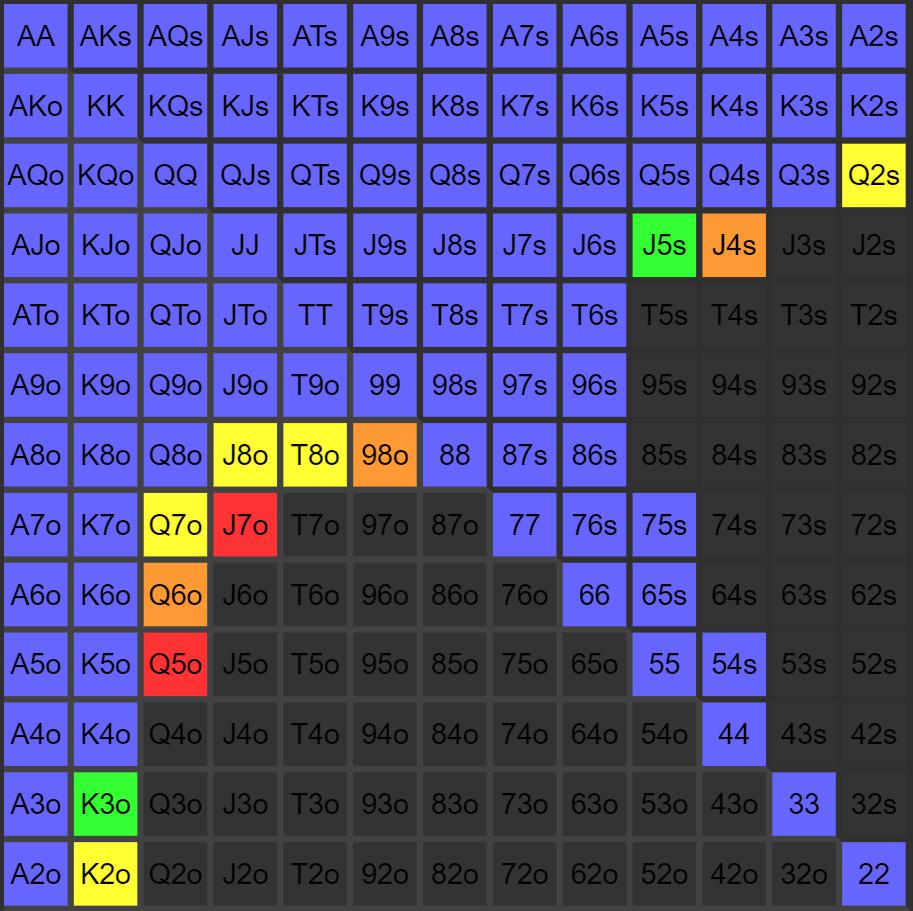 AA AKs AQs AJs ATs A9s A8s A7s A6s A5s A4s A3s A2s
AKo KK KQs KJs KTs K9s K8s K7s K6s K5s K4s K3s K2s
AQo KQo QQ QJs QTs Q9s Q8s Q7s Q6s Q5s Q4s Q3s Q2s
AJo KJo QJo JJ JTs J9s J8s J7s J6s J5s J4s J3s J2s
ATo KTo QTo JTo TT T9s T8s T7s T6s T5s T4s T3s T2s
A9o K9o Q9o J9o T9o 99 98s 97s 96s 95s 94s 93s 92s
A8o K8o Q8o J8o T8o 98o 88 87s 86s 85s 84s 83s 82s
A7o K7o Q7o J7o T7o 97o 87o 77 76s 75s 74s 73s 72s
A6o K6o Q6o J6o T6o 96o 86o 76o 66 65s 64s 63s 62s
A5o K5o Q5o J5o T5o 95o 85o 75o 65o 55 54s 53s 52s
A4o K4o Q4o J4o T4o 94o 84o 74o 64o 54o 44 43s 42s
A3o K3o Q3o J3o T3o 93o 83o 73o 63o 53o 43o 33 32s
A2o K2o Q2o J2o T2o 92o 82o 72o 62o 52o 42o 32o 22